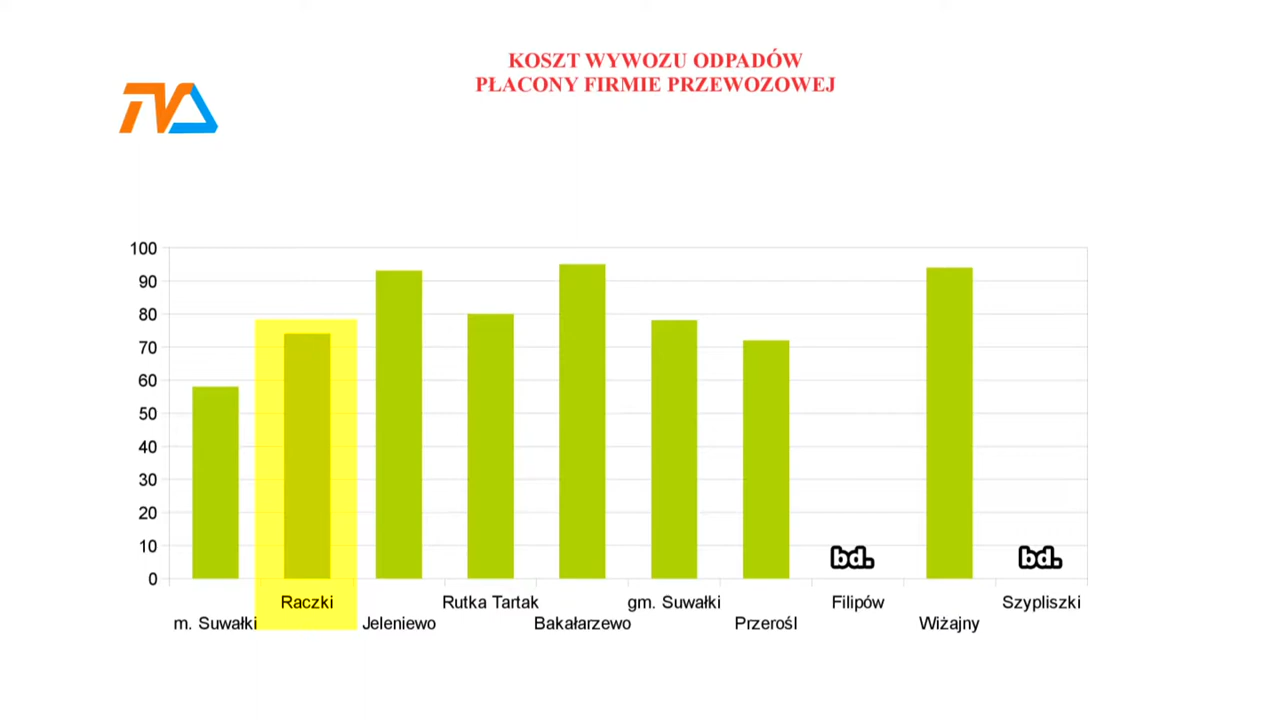 KOSZT WYWOZU ODPADÓW
PŁACONY FIRMIE PRZEWOZOWEJ
TVA
100
90
80
70
60
50
40
30
20
10
0
bd.
bd.
Raczki
Rutka Tartak
gm. Suwałki
Filipów
Szypliszki
m. Suwałki
Jeleniewo
Bakałarzewo
Przerośl
Wiżajny